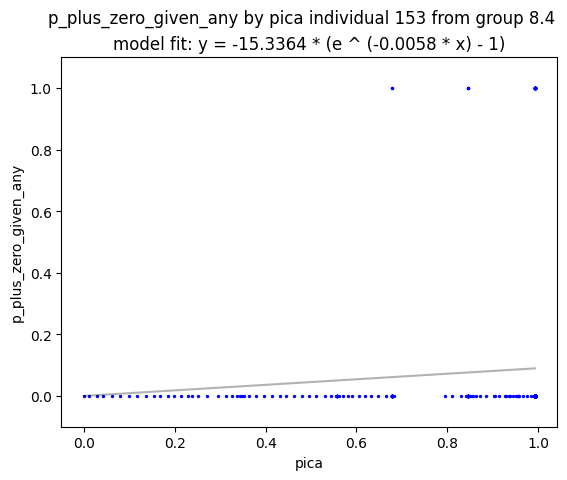 p_plus_zero_given_any by pica individual 153 from group 8.4
model fit: y = -15.3364 * (e ^ (-0.0058 * x) - 1)
1.0
0.8
0.6
0.4
0.2
0.0
p_plus_zero_given_any
0.0 0.2 0.4 0.6 0.8 1.0
pica